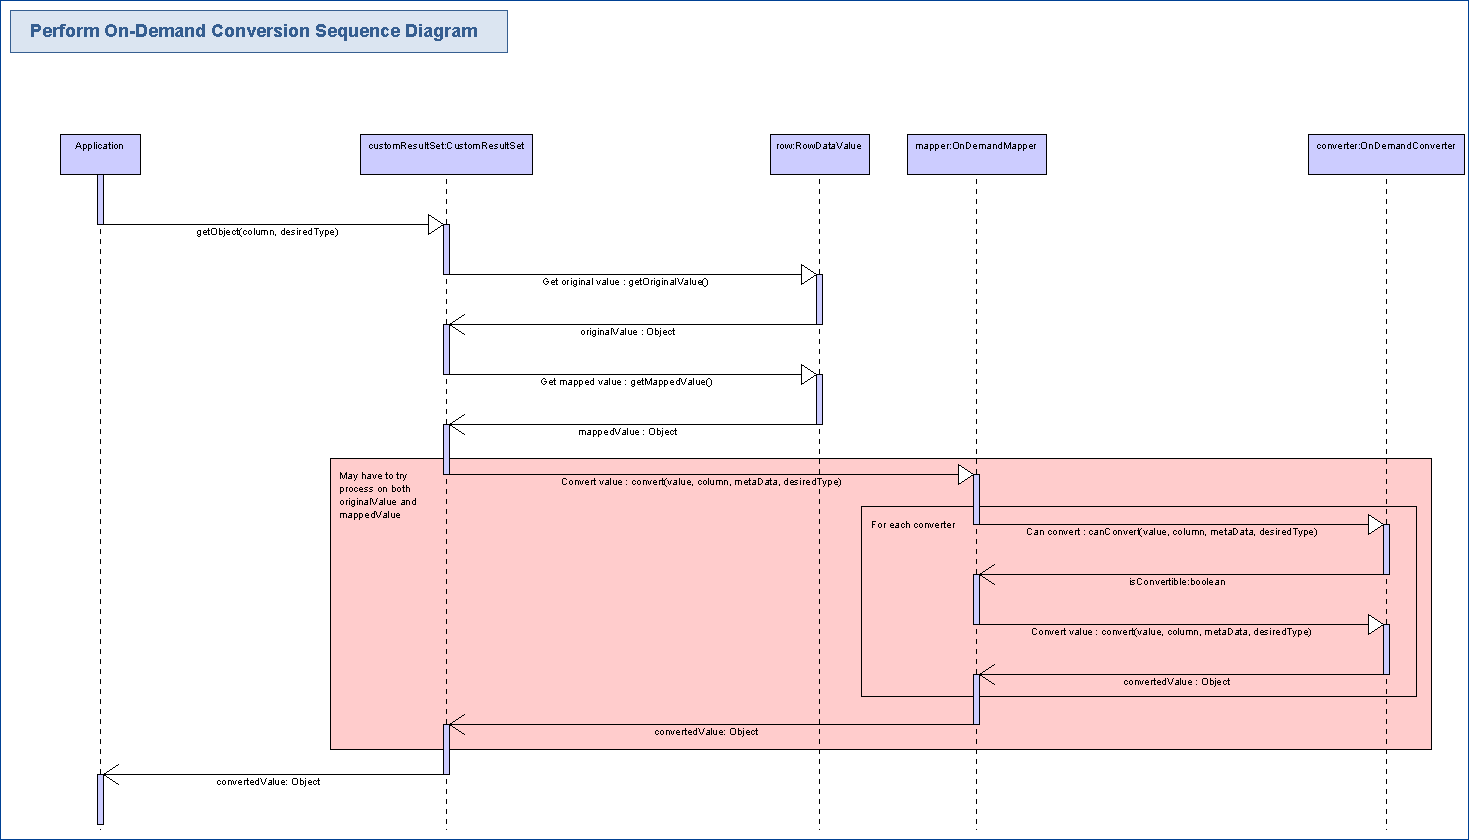 Perform On-Demand Conversion Sequence Diagram
Application
customResultSet:CustomResultSet
row:RowDataValue
mapper:OnDemandMapper
converter:OnDemandConverter
getObject(column, desiredType)
Get original value : getOriginalValue()
originalValue : Object
Get mapped value : getMappedValue()
mappedValue : Object
May have to try
process on both
originalValue and
mappedValue
Convert value : convert(value, column, metaData, desiredType)
For each converter
Can convert : canConvert(value, column, metaData, desiredType)
isConvertible:boolean
Convert value : convert(value, column, metaData, desiredType)
convertedValue : Object
convertedValue: Object
convertedValue: Object